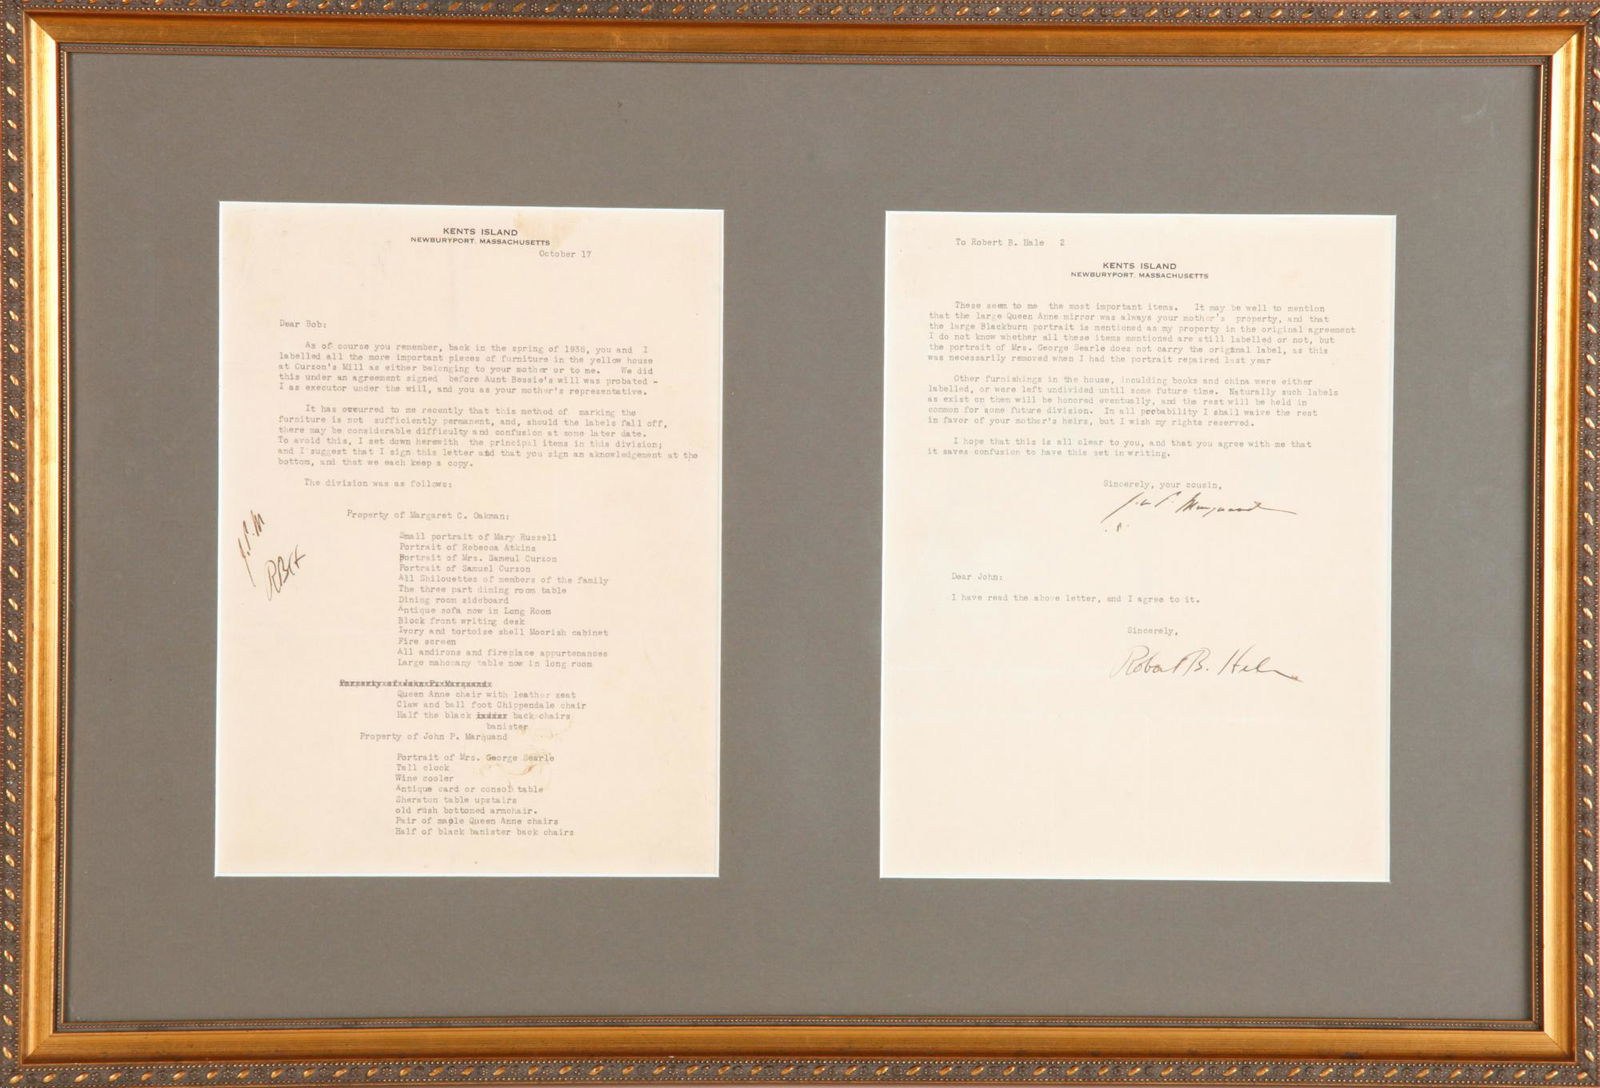 KENTS ISLAND
NEWBURYPORT, MASSACHUSETTS
October 17
Dear Bob:
As of course you remember, back in the spring of 1936, you and I
labelled all the more important pieces of furniture in the yellow house
at Curzon's Mill as either belonging to your mother or to me. We did
this under an agreement signed before Aunt Bessie's will was probated -
I as executor under the will, and you as your mother's representative.
It has occurred to me recently that this method of marking the
furniture is not sufficiently permanent, and, should the labels fall off,
there may be considerable difficulty and confusion at some later date.
To avoid this, I set down herewith the principal items in this division;
and I suggest that I sign this letter and that you sign an aknowledgement at the
bottom, and that we each keep a copy.
The division was as follows:
Property of Margaret C. Oakman:
Small portrait of Mary Russell
Portrait of Rebecca Atkins
Portrait of Mrs. Sameul Curzon
Portrait of Samuel Curzon
All Shilouettes of members of the family
The three part dining room table
Dining room sideboard
Antique sofa now in Long Room
Block front writing desk
Ivory and tortoise shell Moorish cabinet
Fire screen
All andirons and fireplace appurtenances
Large mahogany table now in long room
J.P.M
RBH
Property of John P. Marquand
Queen Anne chair with leather seat
Claw and ball foot Chippendale chair
Half the black back chairs
banister
Property of John P. Marquand
Portrait of Mrs. George Searle
Tall clock
Wine cooler
Antique card or consol table
Sheraton table upstairs
old rush bottomed armchair.
Pair of maple Queen Anne chairs
Half of black banister back chairs
To Robert B. Hale 2
KENTS ISLAND
NEWBURYPORT, MASSACHUSETTS
These seem to me the most important items. It may be well to mention
that the large Queen Anne mirror was always your mother's property, and that
the large Blackburn portrait is mentioned as my property in the original agreement
I do not know whether all these items mentioned are still labelled or not, but
the portrait of Mrs. George Searle does not carry the original label, as this
was necessarily removed when I had the portrait repaired last year
Other furnishings in the house, inculding books and china were either
labelled, or were left undivided until some future time. Naturally such labels
as exist on them will be honored eventually, and the rest will be held in
common for some future division. In all probability I shall waive the rest
in favor of your mother's heirs, but I wish my rights reserved.
I hope that this is all clear to you, and that you agree with me that
it saves confusion to have this set in writing.
Sincerely, your cousin,
John P. Marquand
Dear John:
I have read the above letter, and I agree to it.
Sincerely,
Robert B. Hale